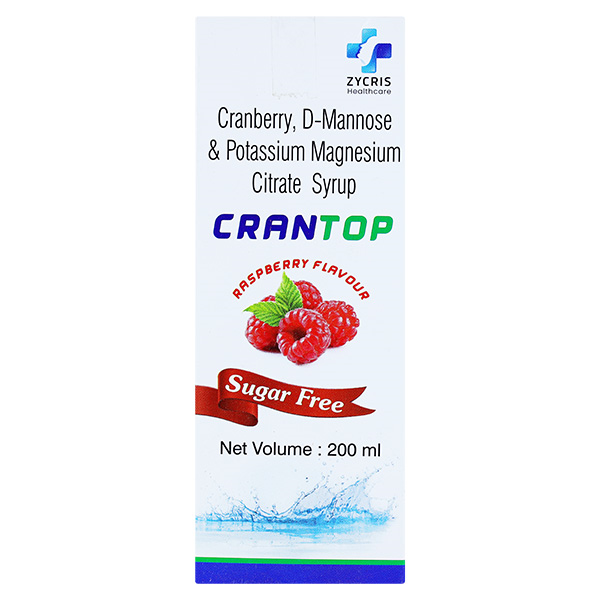 ZYCRIS
Healthcare
Cranberry, D-Mannose
& Potassium Magnesium
Citrate Syrup
CRANTOP
RASPBERRY FLAVOUR
Sugar Free
Net Volume : 200 ml